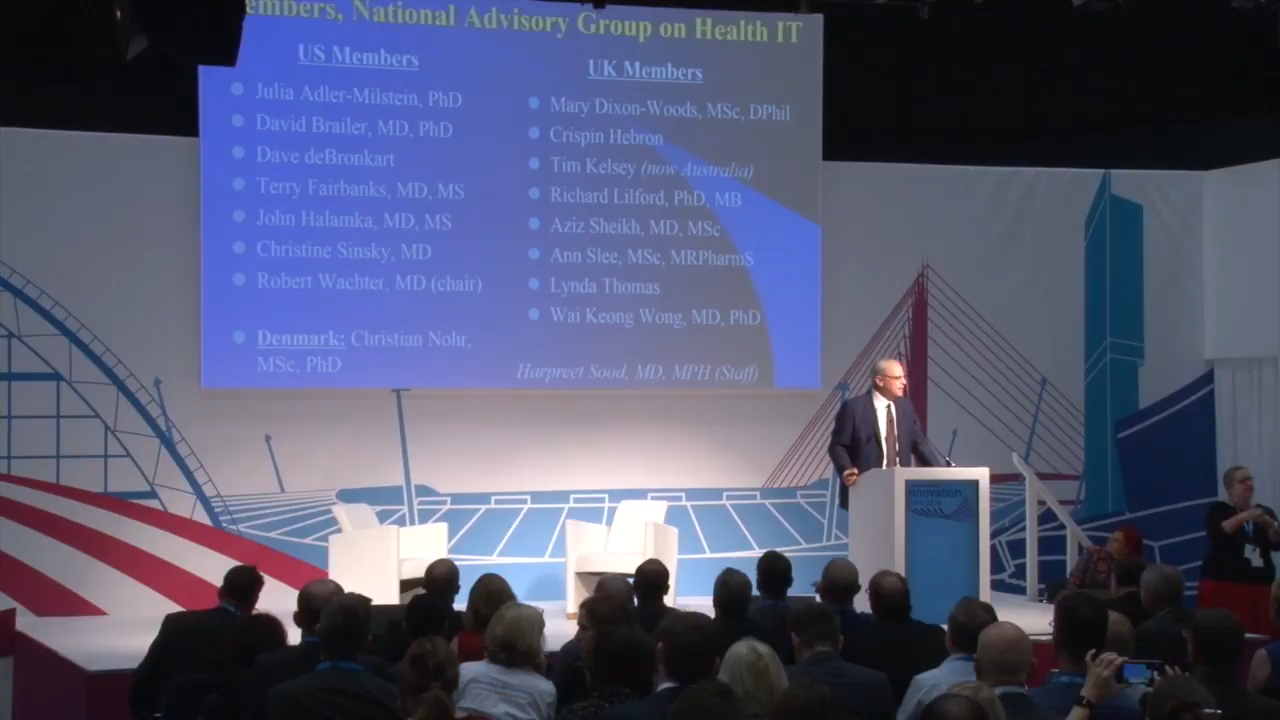 embers, National Advisory Group on Health IT
US Members
Julia Adler-Milstein, PhD
David Brailer, MD, PhD
Dave deBronkart
Terry Fairbanks, MD, MS
John Halamka, MD, MS
Christine Sinsky, MD
Robert Wachter, MD (chair)
Denmark: Christian Nohr,
MSc, PhD
UK Members
Mary Dixon-Woods, MSc, DPhil
Crispin Hebron
Tim Kelsey (now Australia)
Richard Lilford, PhD, MB
Aziz Sheikh, MD, MSc
Ann Slee, MSc, MRPharmS
Lynda Thomas
Wai Keong Wong, MD, PhD
Harpreet Sood, MD, MPH (Staff)
nnovation